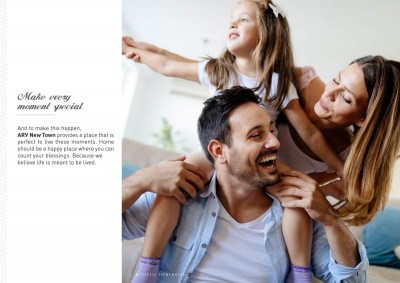 Make every
moment special
And to make this happen,
ARV New Town provides a place that is
perfect to live these moments. Home
should be a happy place where you can
count your blessings. Because we
believe life is meant to be lived.